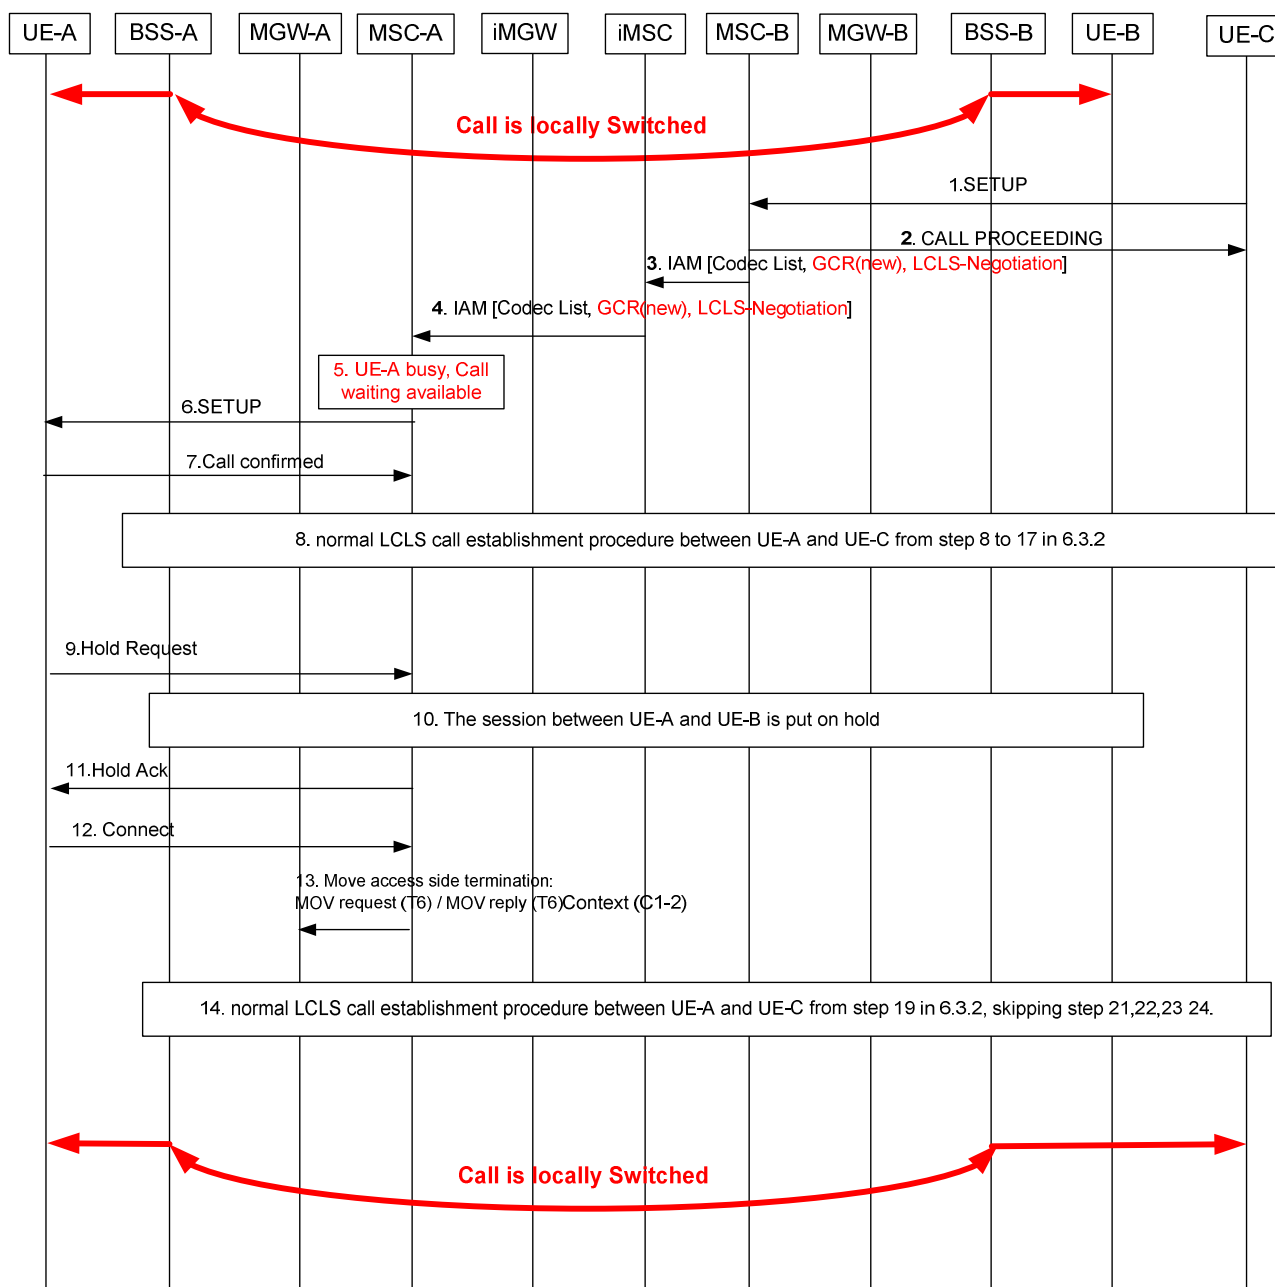 UE-A BSS-A MGW-A MSC-A iMGW iMSC MSC-B MGW-B BSS-B UE-B UE-C
Call is locally Switched
1.SETUP
2. CALL PROCEEDING
3. IAM [Codec List, GCR(new), LCLS-Negotiation]
4. IAM [Codec List, GCR(new), LCLS-Negotiation]
5. UE-A busy, Call
waiting available
6.SETUP
7.Call confirmed
8. normal LCLS call establishment procedure between UE-A and UE-C from step 8 to 17 in 6.3.2
9.Hold Request
10. The session between UE-A and UE-B is put on hold
11.Hold Ack
12. Connect
13. Move access side termination:
MOV request (T6) / MOV reply (T6)Context (C1-2)
14. normal LCLS call establishment procedure between UE-A and UE-C from step 19 in 6.3.2, skipping step 21,22,23 24.
Call is locally Switched